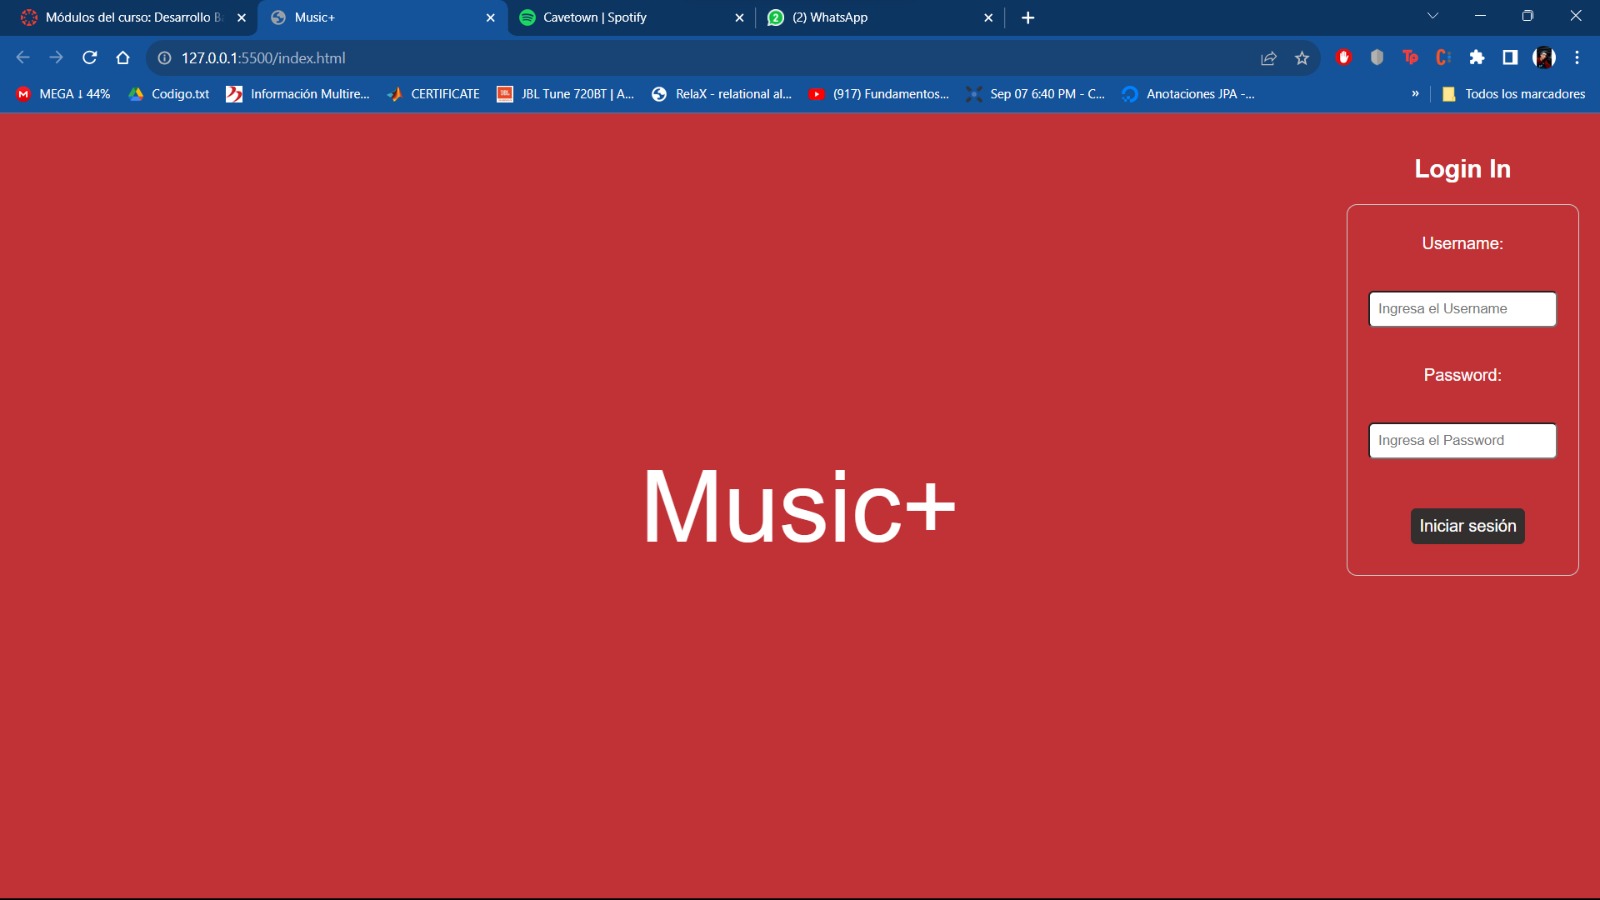 Módulos del curso: Desarrollo B
Music+
Cavetown | Spotify
(2) WhatsApp
127.0.0.1:5500/index.html
MEGA ⭣ 44%
Codigo.txt
Información Multire...
CERTIFICATE
JBL Tune 720BT | A...
RelaX - relational al...
(917) Fundamentos...
Sep 07 6:40 PM - C...
Anotaciones JPA -...
»
Todos los marcadores
Login In
Username:
Ingresa el Username
Password:
Ingresa el Password
Iniciar sesión
Music+